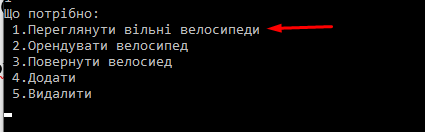 Що потрібно:
1.Переглянути вільні велосипеди
2.Орендувати велосипед
3.Повернути велосиед
4.Додати
5.Видалити